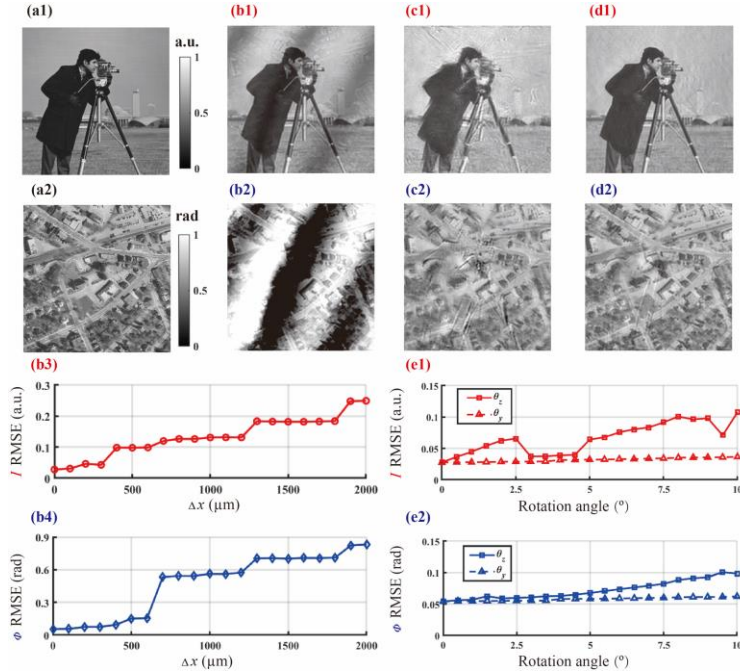 (a1) (b1) (c1) (d1)
a.u.
1
0.5
0
(a2) (b2) (c2) (d2)
rad
1
0.5
0
(b3)
I RMSE (a.u.)
0.3
0.2
0.1
0
0 500 1000 1500 2000
Δx (μm)
(e1)
I RMSE (a.u.)
0.15
0.1
0.05
0
θz
θy
0 2.5 5 7.5 10
Rotation angle (°)
(b4)
Φ RMSE (rad)
0.9
0.6
0.3
0
0 500 1000 1500 2000
Δx (μm)
(e2)
Φ RMSE (rad)
0.15
0.1
0.05
0
θz
θy
0 2.5 5 7.5 10
Rotation angle (°)